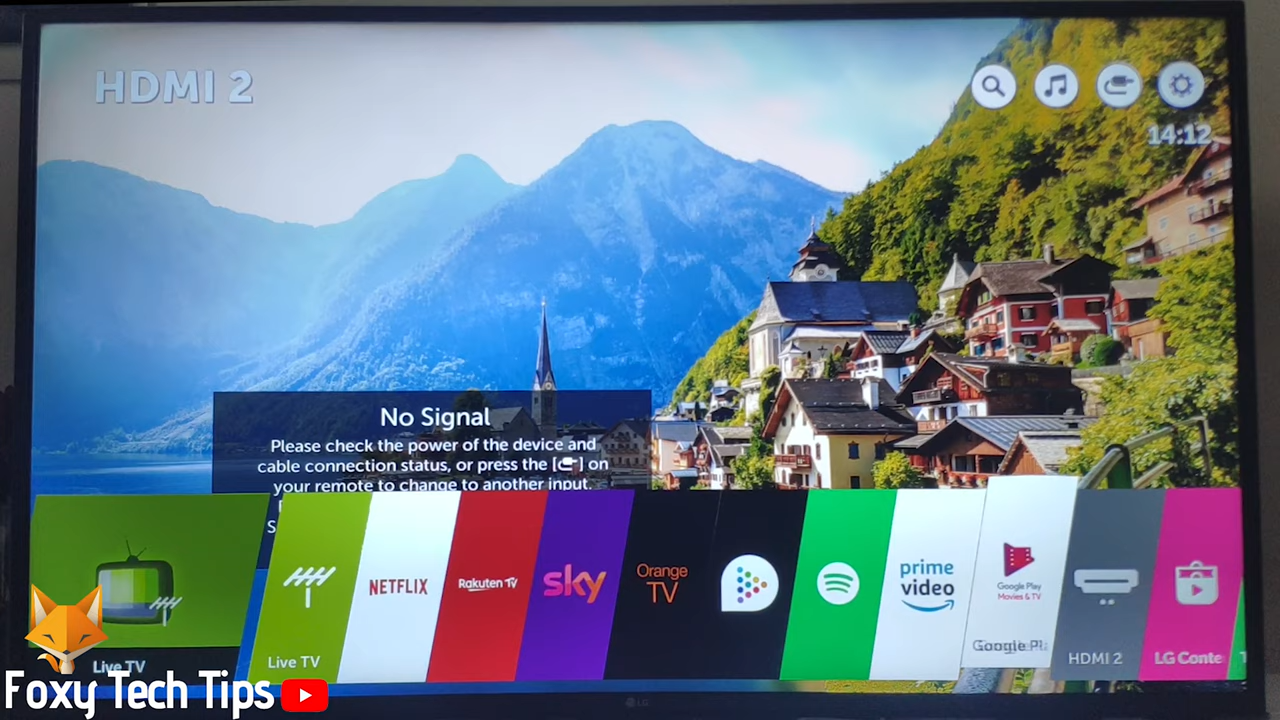 HDMI 2
14:12
No Signal
Please check the power of the device and
cable connection status, or press the [ ] on
your remote to change to another input.
NETFLIX
Rakuten TV
sky
Orange
TV
prime
video
Google Play
Movies & TV
Live TV
Live TV
Google Pl
HDMI 2
LG Conte
Foxy Tech Tips
LG